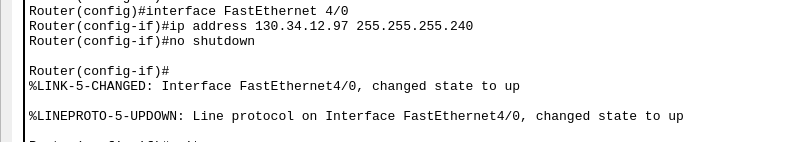 Router(config)#interface FastEthernet 4/0
Router(config-if)#ip address 130.34.12.97 255.255.255.240
Router(config-if)#no shutdown
Router(config-if)#
%LINK-5-CHANGED: Interface FastEthernet4/0, changed state to up
%LINEPROTO-5-UPDOWN: Line protocol on Interface FastEthernet4/0, changed state to up